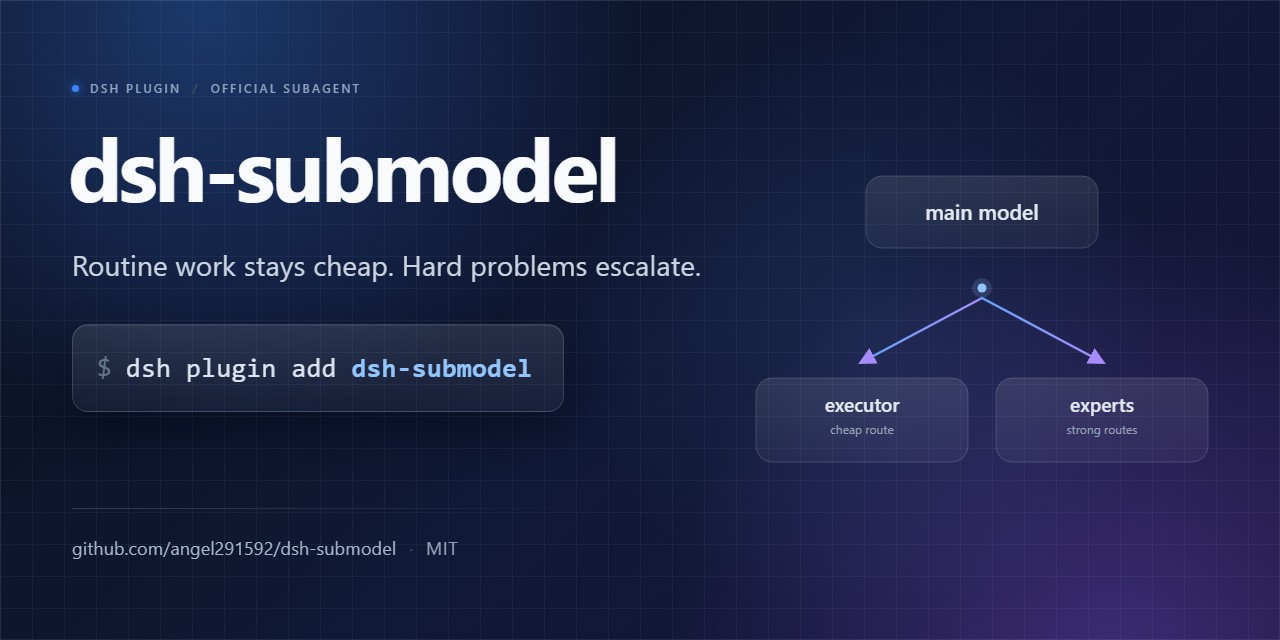 DSH PLUGIN / OFFICIAL SUBAGENT
dsh-submodel
Routine work stays cheap. Hard problems escalate.
$ dsh plugin add dsh-submodel
github.com/angel291592/dsh-submodel · MIT
main model
executor
cheap route
experts
strong routes